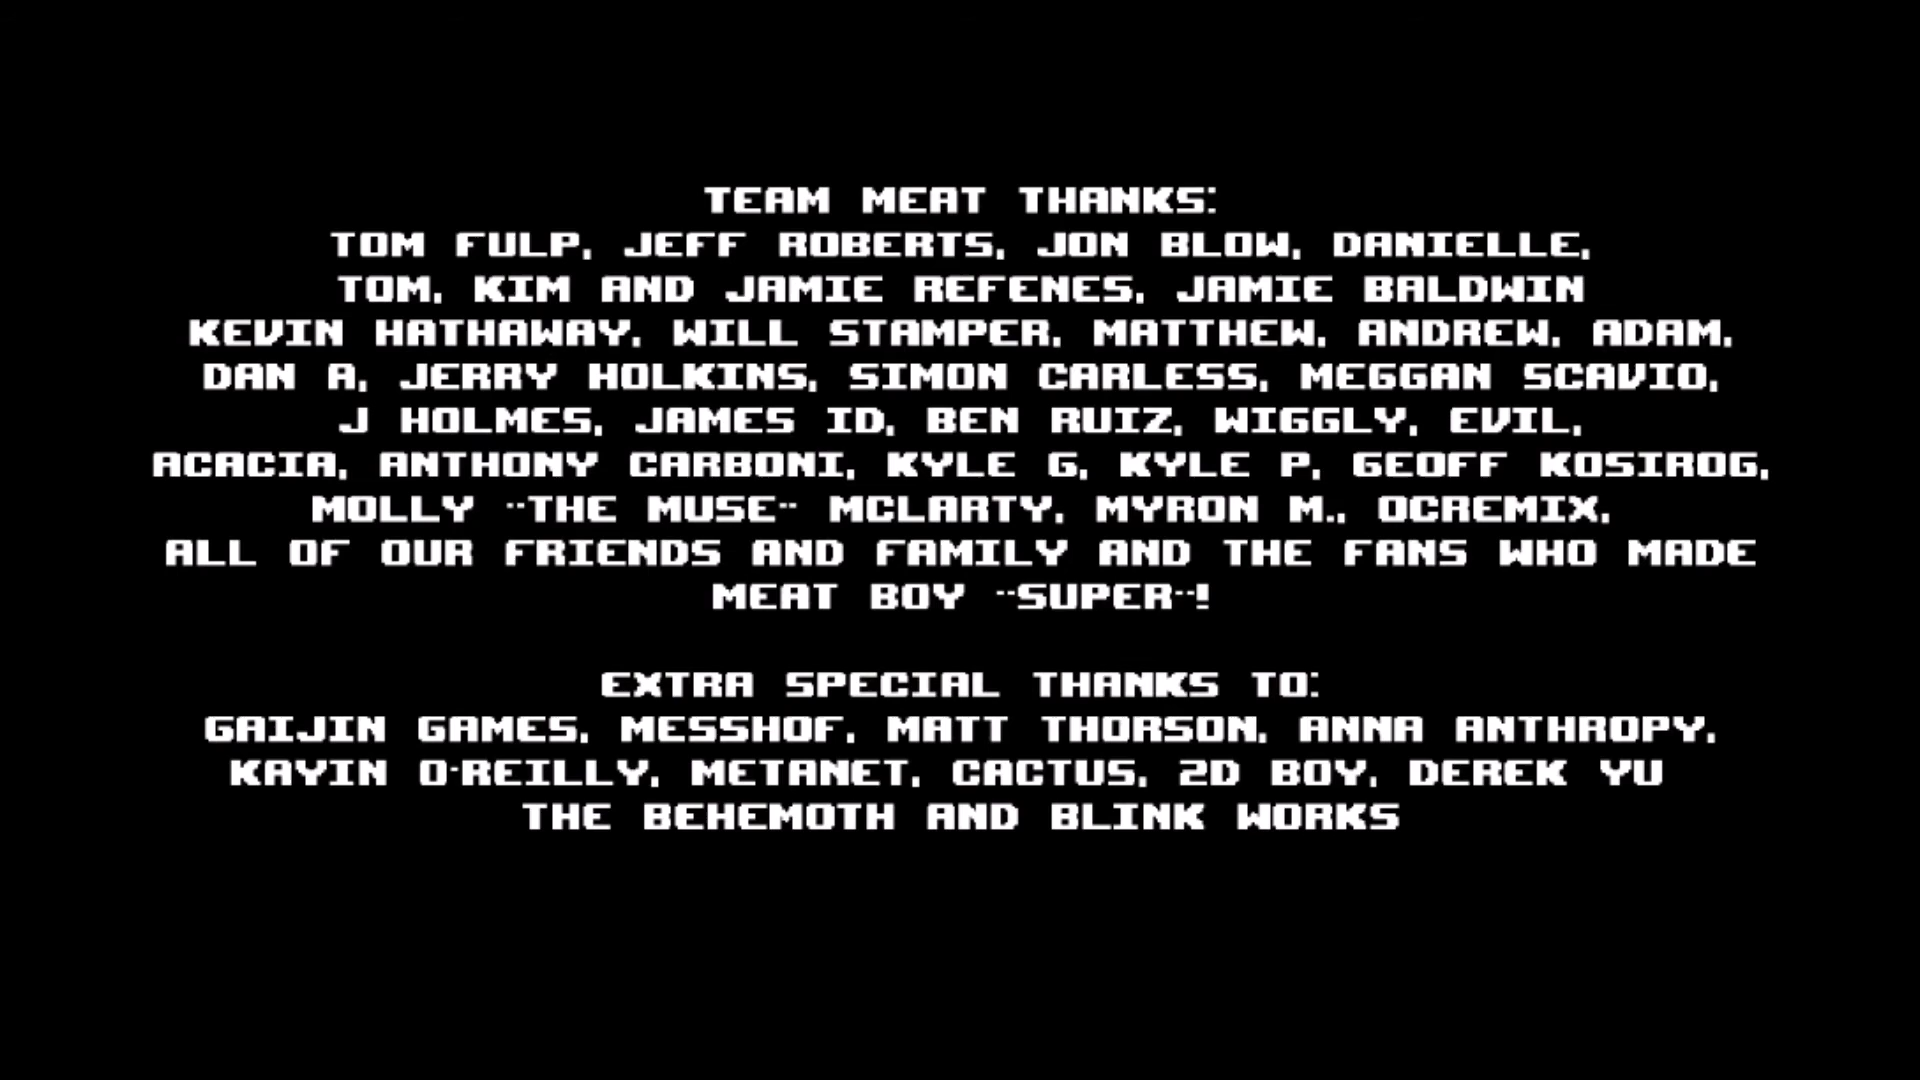 TEAM MEAT THANKS:
TOM FULP, JEFF ROBERTS, JON BLOW, DANIELLE,
TOM, KIM AND JAMIE REFENES, JAMIE BALDWIN
KEVIN HATHAWAY, WILL STAMPER, MATTHEW, ANDREW, ADAM,
DAN A, JERRY HOLKINS, SIMON CARLESS, MEGGAN SCAVIO,
J HOLMES, JAMES ID, BEN RUIZ, WIGGLY, EVIL,
ACACIA, ANTHONY CARBONI, KYLE G, KYLE P, GEOFF KOSIROG,
MOLLY "THE MUSE" MCLARTY, MYRON M., OCREMIX,
ALL OF OUR FRIENDS AND FAMILY AND THE FANS WHO MADE
MEAT BOY "SUPER"!
EXTRA SPECIAL THANKS TO:
GAIJIN GAMES, MESSHOF, MATT THORSON, ANNA ANTHROPY,
KAYIN O'REILLY, METANET, CACTUS, 2D BOY, DEREK YU
THE BEHEMOTH AND BLINK WORKS